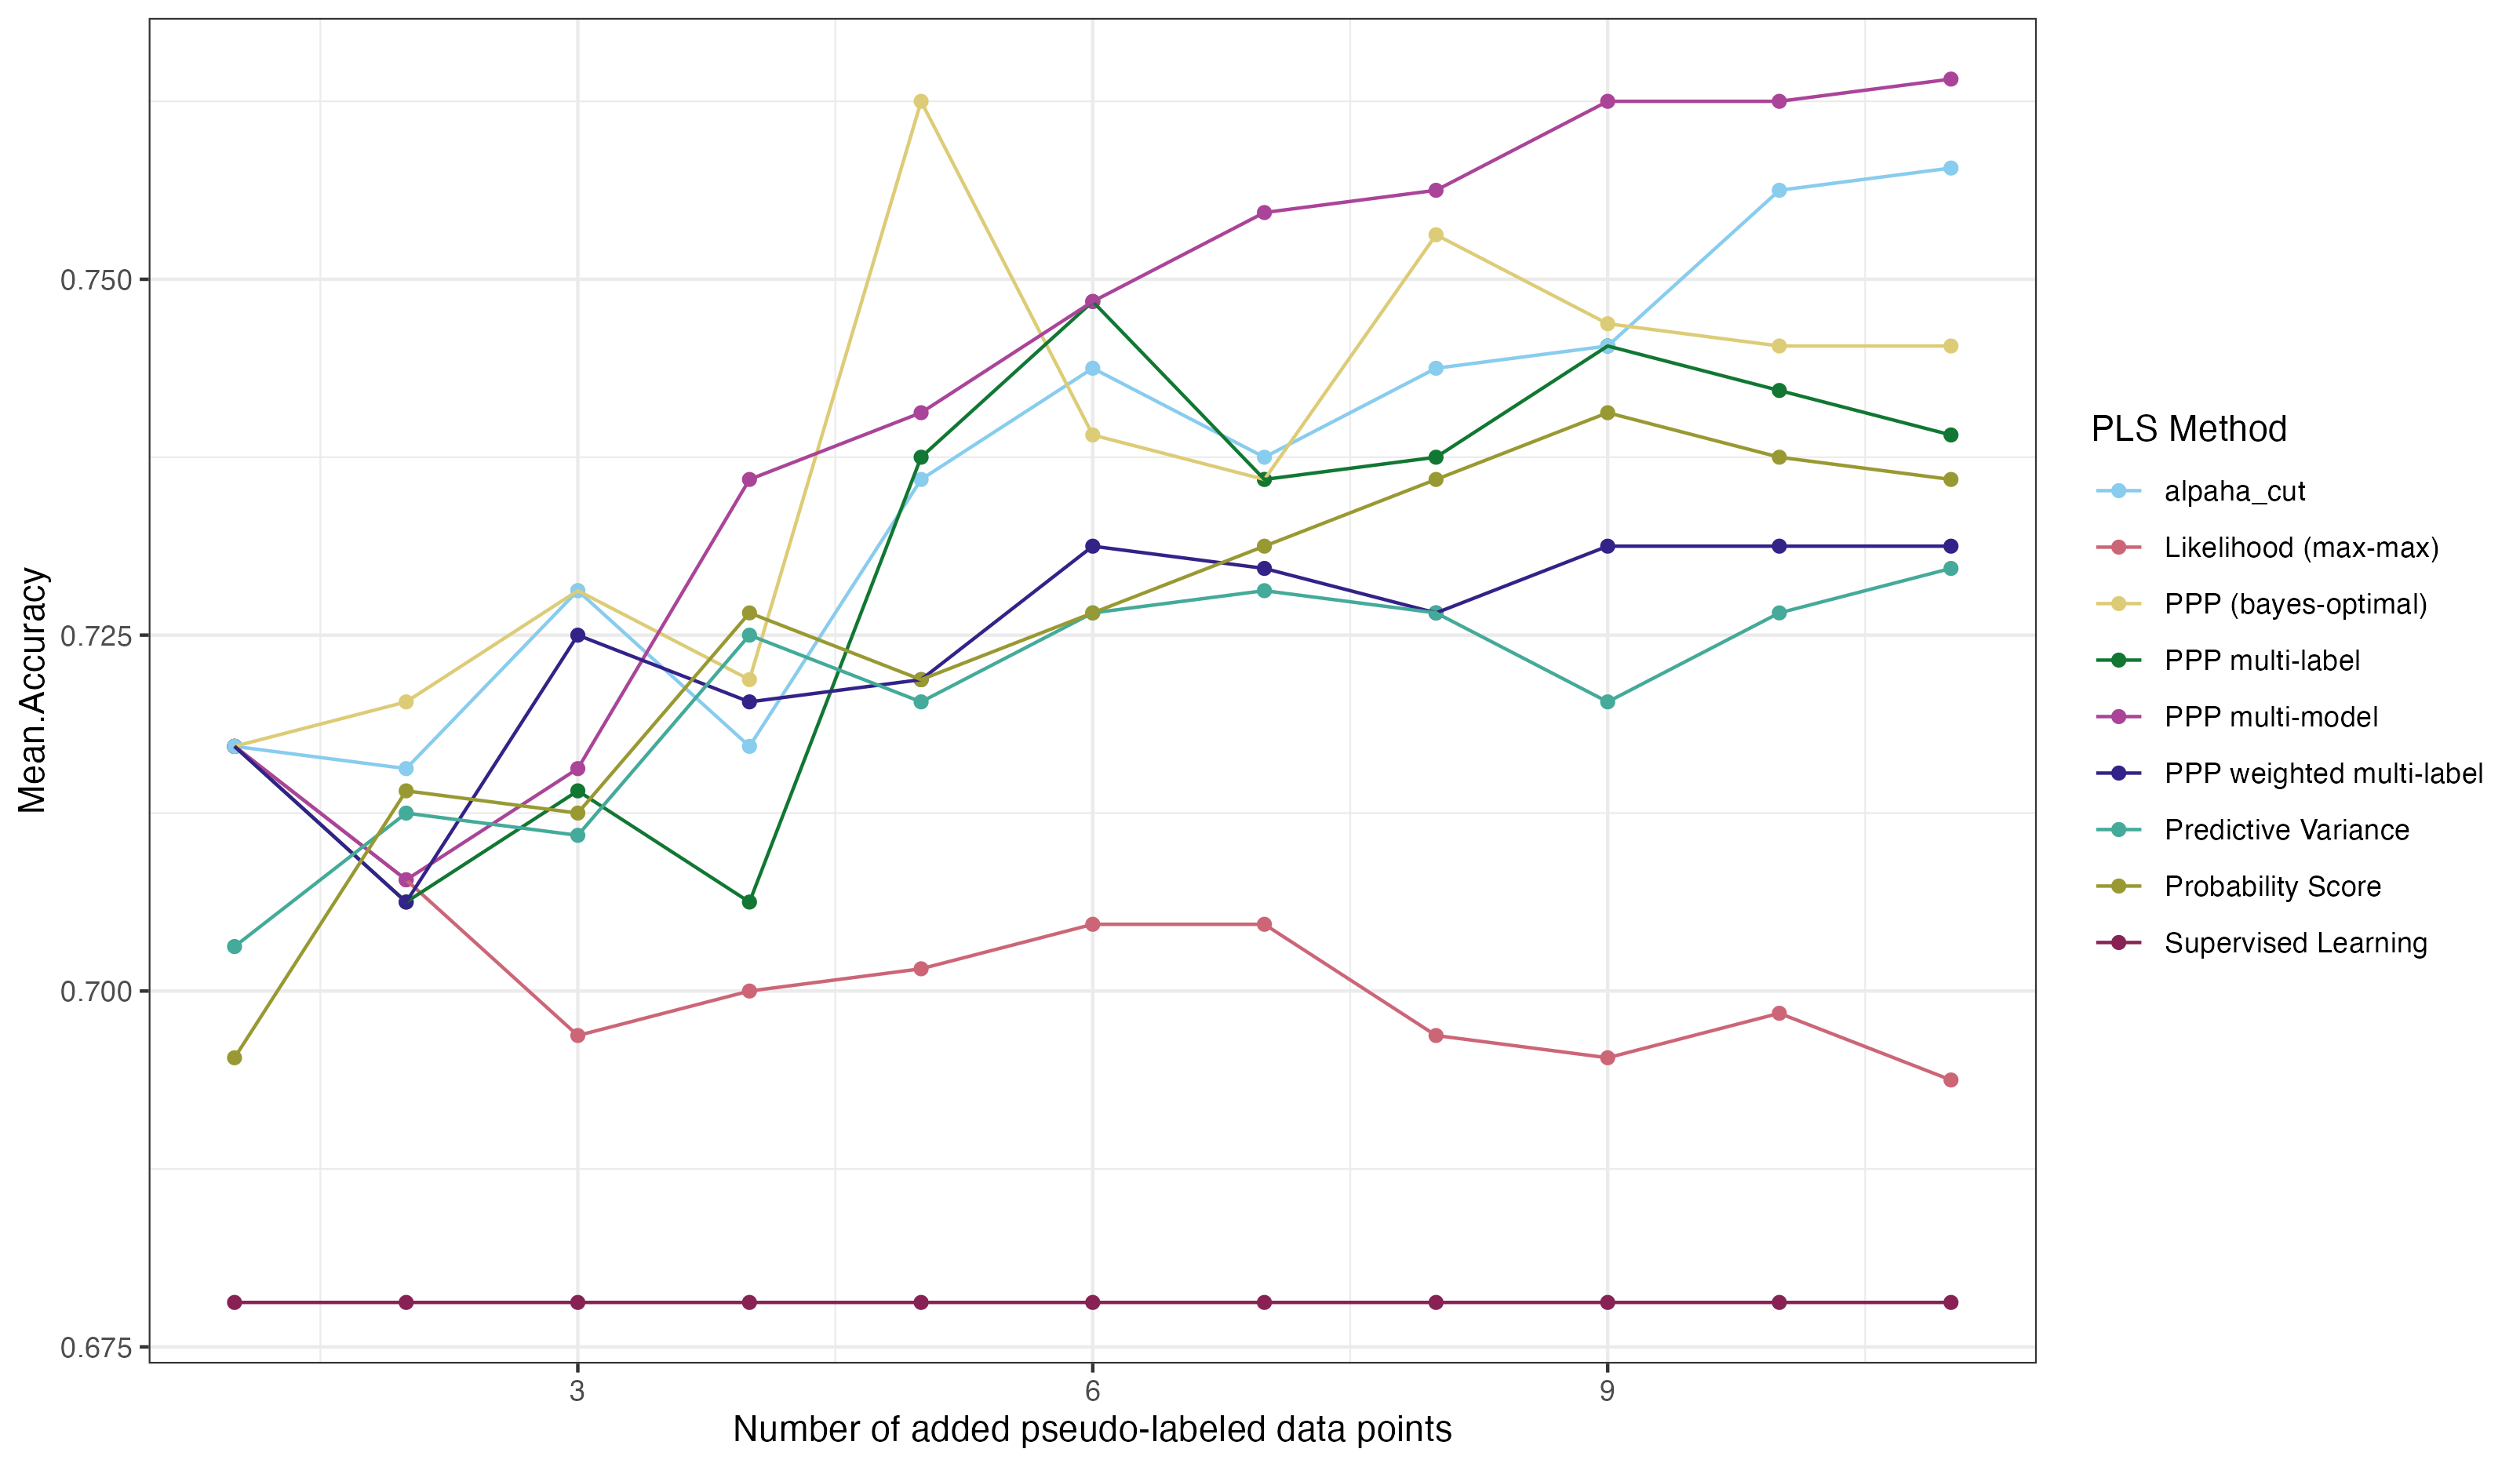 Mean.Accuracy
0.750
0.725
0.700
0.675
3
6
9
Number of added pseudo-labeled data points
PLS Method
alpaha_cut
Likelihood (max-max)
PPP (bayes-optimal)
PPP multi-label
PPP multi-model
PPP weighted multi-label
Predictive Variance
Probability Score
Supervised Learning